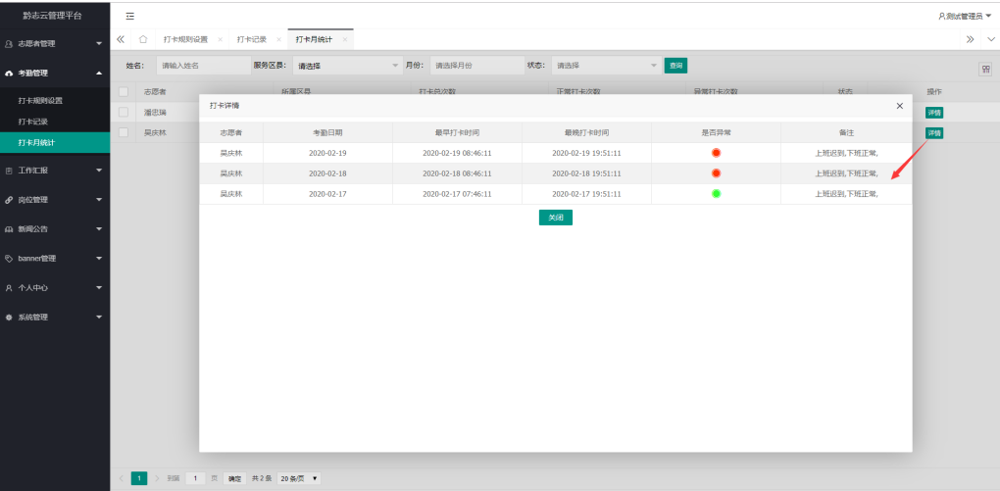 黔志云管理平台
测试管理员
志愿者管理
考勤管理
打卡规则设置
打卡记录
打卡月统计
工作汇报
岗位管理
新闻公告
banner管理
个人中心
系统管理
打卡规则设置 × 打卡记录 × 打卡月统计 ×
姓名： 请输入姓名 服务区县： 请选择 月份： 请选择月份 状态： 请选择 查询
志愿者 所属区县 打卡总次数 正常打卡次数 异常打卡次数 状态 操作
潘忠瑞 详情
吴庆林 详情
打卡详情
志愿者 考勤日期 最早打卡时间 最晚打卡时间 是否异常 备注
吴庆林 2020-02-19 2020-02-19 08:46:11 2020-02-19 19:51:11 上班迟到,下班正常,
吴庆林 2020-02-18 2020-02-18 08:46:11 2020-02-18 19:51:11 上班迟到,下班正常,
吴庆林 2020-02-17 2020-02-17 07:46:11 2020-02-17 19:51:11 上班迟到,下班正常,
关闭
1 到第 1 页 确定 共 2 条 20 条/页